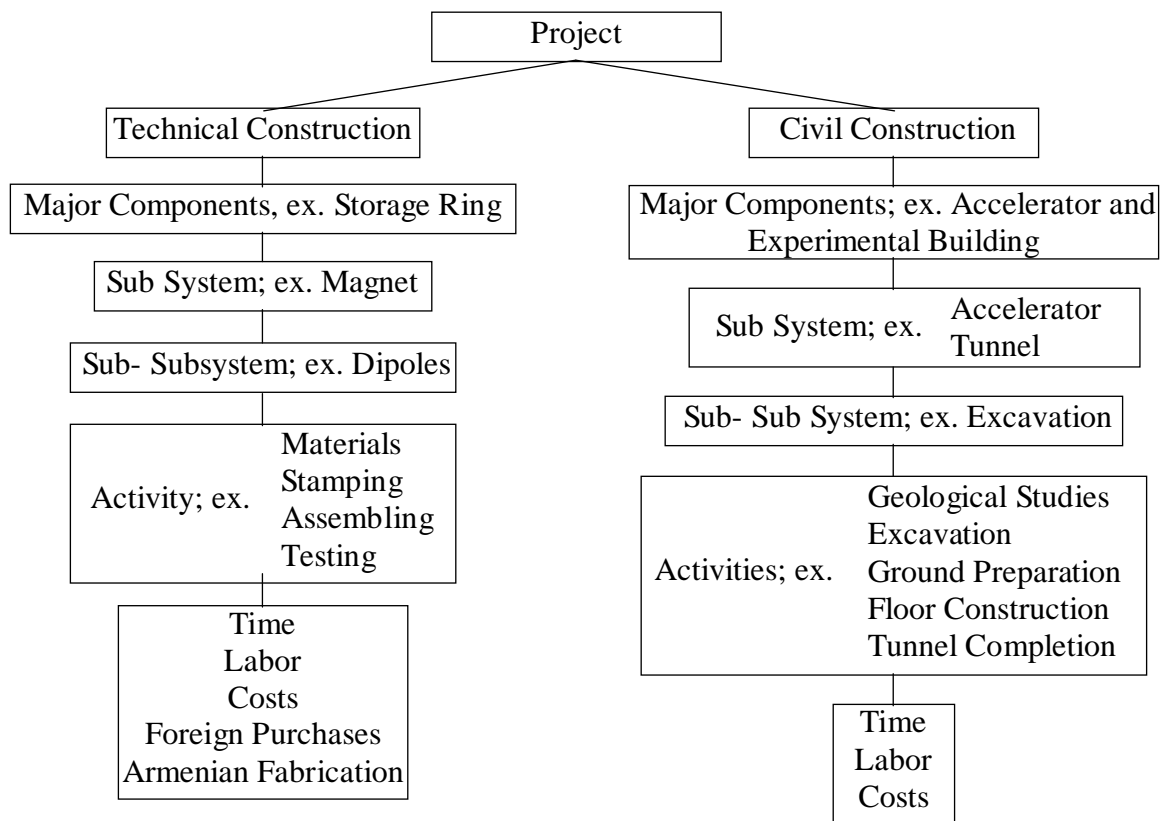 Project
Technical Construction
Major Components, ex. Storage Ring
Sub System; ex. Magnet
Sub- Subsystem; ex. Dipoles
Activity; ex.
Materials
Stamping
Assembling
Testing
Time
Labor
Costs
Foreign Purchases
Armenian Fabrication
Civil Construction
Major Components; ex. Accelerator and
Experimental Building
Sub System; ex.
Accelerator
Tunnel
Sub- Sub System; ex. Excavation
Activities; ex.
Geological Studies
Excavation
Ground Preparation
Floor Construction
Tunnel Completion
Time
Labor
Costs